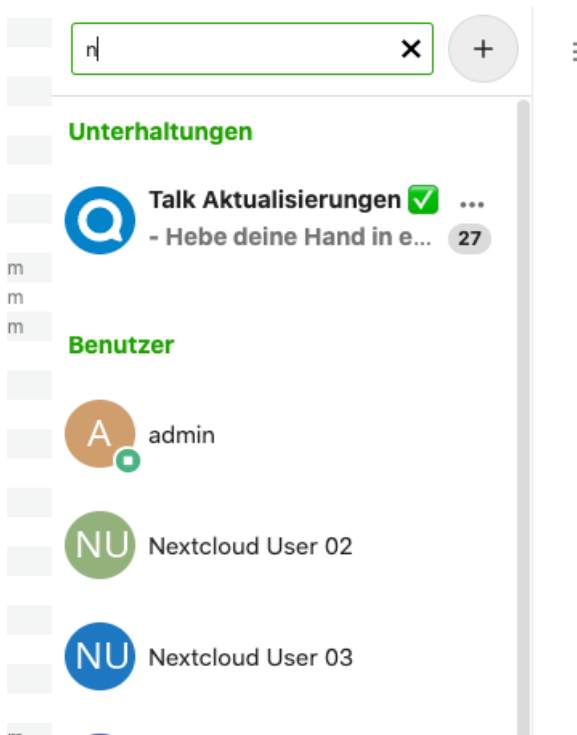 n
+
Unterhaltungen
Talk Aktualisierungen ✅ ...
- Hebe deine Hand in e... 27
m
m
m
Benutzer
A admin
NU Nextcloud User 02
NU Nextcloud User 03